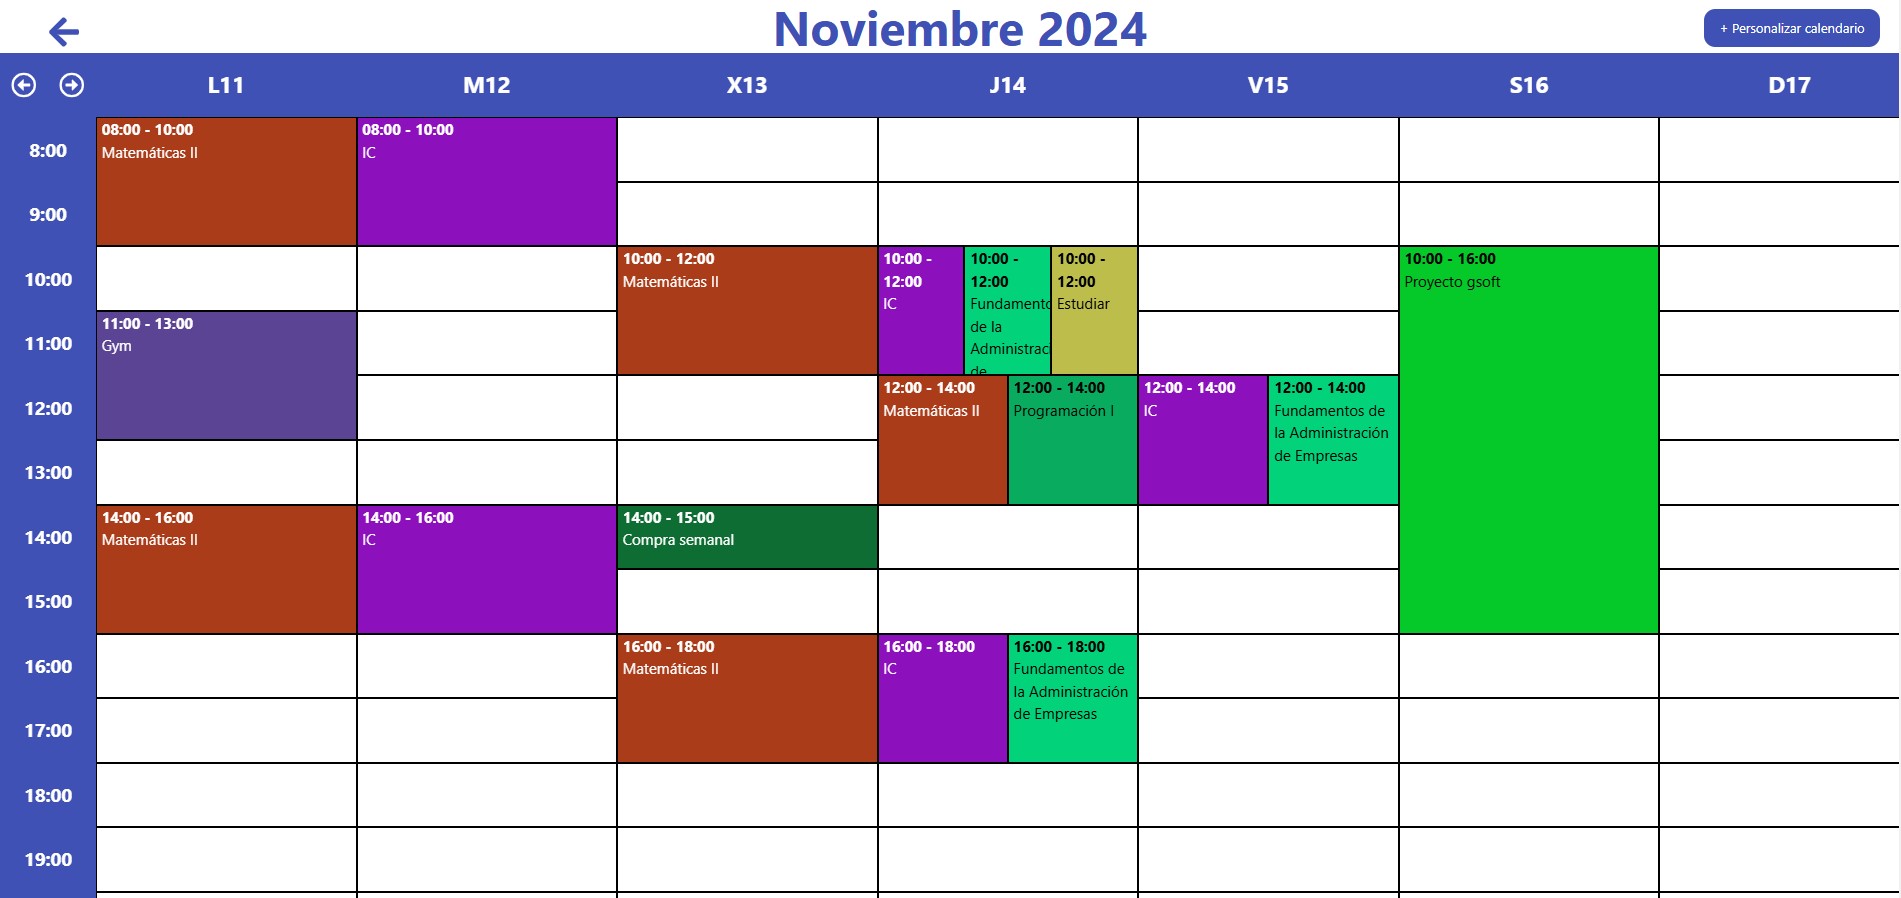 Noviembre 2024
+ Personalizar calendario
L11
M12
X13
J14
V15
S16
D17
8:00
9:00
10:00
11:00
12:00
13:00
14:00
15:00
16:00
17:00
18:00
19:00
08:00 - 10:00
Matemáticas II
11:00 - 13:00
Gym
14:00 - 16:00
Matemáticas II
08:00 - 10:00
IC
14:00 - 16:00
IC
10:00 - 12:00
Matemáticas II
14:00 - 15:00
Compra semanal
16:00 - 18:00
Matemáticas II
10:00 -
12:00
IC
10:00 -
12:00
Fundamento
de la
Administraci
de
10:00 -
12:00
Estudiar
12:00 - 14:00
Matemáticas II
12:00 - 14:00
Programación I
16:00 - 18:00
IC
16:00 - 18:00
Fundamentos de
la Administración
de Empresas
12:00 - 14:00
IC
12:00 - 14:00
Fundamentos de
la Administración
de Empresas
10:00 - 16:00
Proyecto gsoft